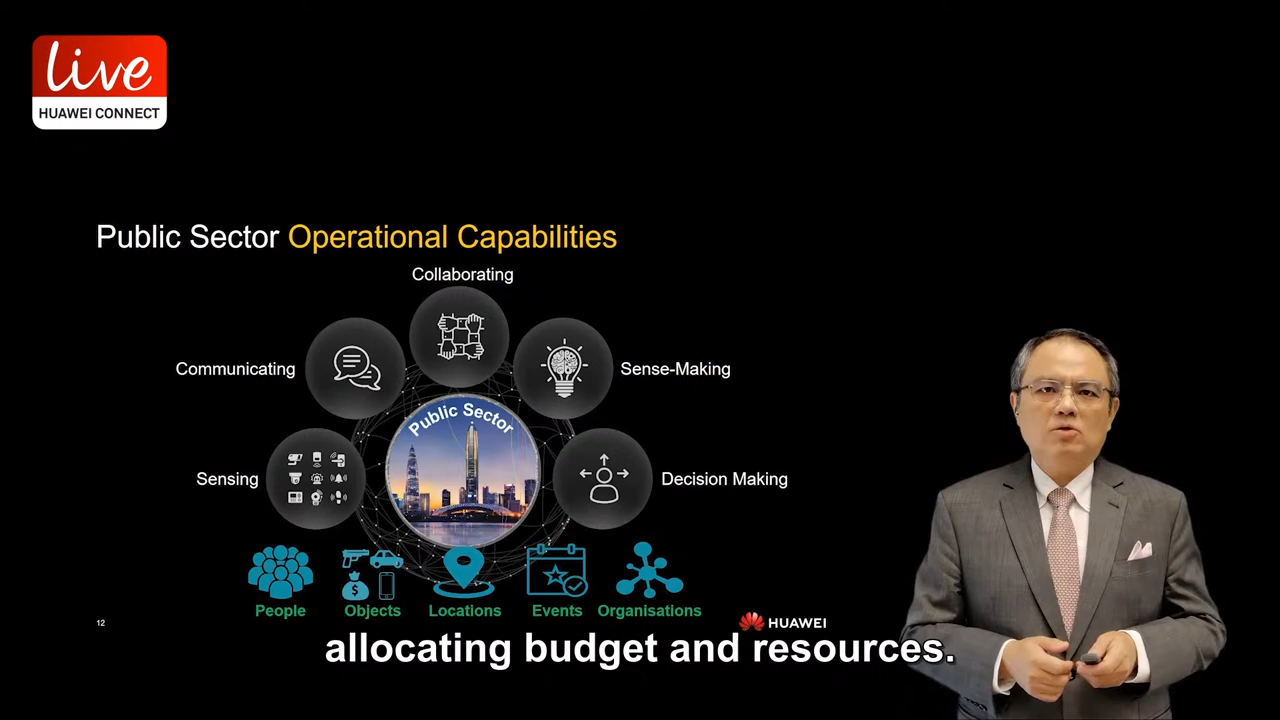 live
HUAWEI CONNECT
Public Sector Operational Capabilities
Collaborating
Communicating
Sense-Making
Public Sector
Sensing
Decision Making
$
People
Objects
Locations
Events
Organisations
12
HUAWEI
allocating budget and resources.